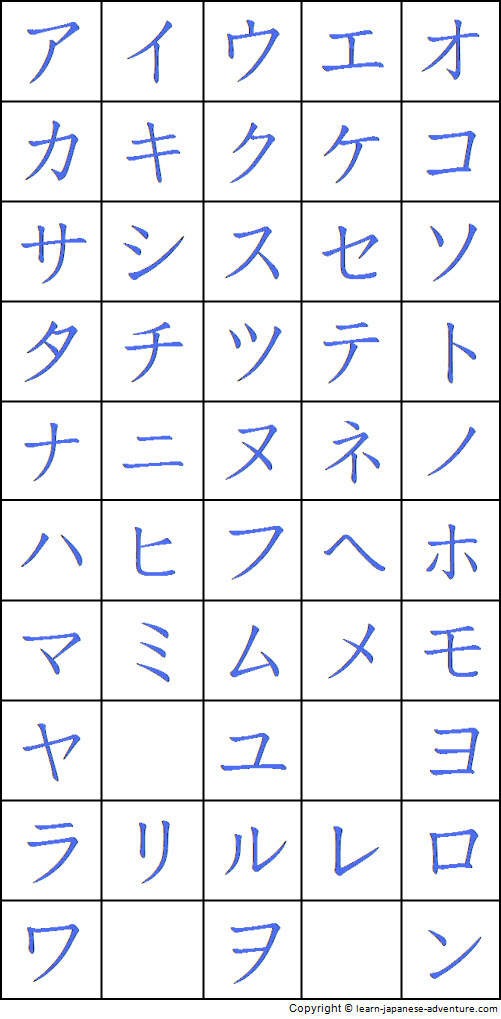 ア イ ウ エ オ
カ キ ク ケ コ
サ シ ス セ ソ
タ チ ツ テ ト
ナ ニ ヌ ネ ノ
ハ ヒ フ ヘ ホ
マ ミ ム メ モ
ヤ ユ ヨ
ラ リ ル レ ロ
ワ ヲ ン
Copyright © learn-japanese-adventure.com